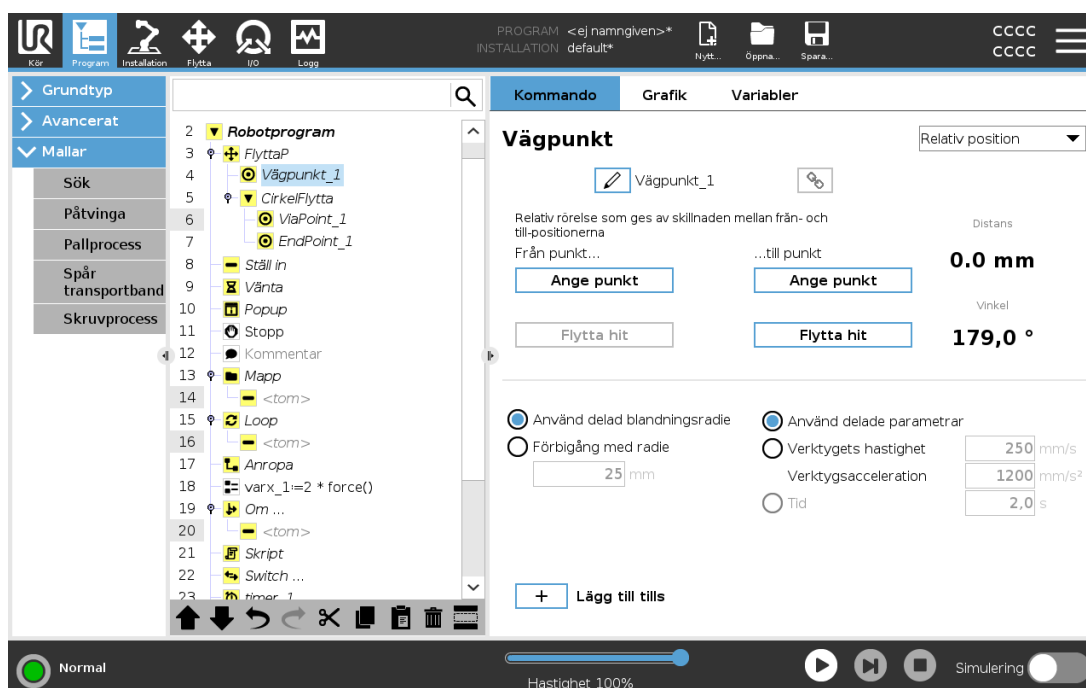 PROGRAM <ej namngiven>*
INSTALLATION default*
CCCC
CCCC
UR
Kör
Program
Installation
Flytta
I/O
Logg
Nytt...
Öppna...
Spara...
Grundtyp
Avancerat
Mallar
Sök
Påtvinga
Pallprocess
Spår
transportband
Skruvprocess
2 Robotprogram
3 FlyttaP
4 Vägpunkt_1
5 CirkelFlytta
6 ViaPoint_1
7 EndPoint_1
8 Ställ in
9 Vänta
10 Popup
11 Stopp
12 Kommentar
13 Mapp
14 <tom>
15 Loop
16 <tom>
17 Anropa
18 varx_1:=2 * force()
19 Om ...
20 <tom>
21 Skript
22 Switch ...
23 timer_1
Kommando
Grafik
Variabler
Vägpunkt
Relativ position
Vägpunkt_1
Relativ rörelse som ges av skillnaden mellan från- och
till-positionerna
Från punkt...
...till punkt
Ange punkt
Ange punkt
Flytta hit
Flytta hit
Distans
0.0 mm
Vinkel
179,0 °
Använd delad blandningsradie
Förbigång med radie
25 mm
Använd delade parametrar
Verktygets hastighet
250 mm/s
Verktygsacceleration
1200 mm/s²
Tid
2,0 s
+ Lägg till tills
Normal
Hastighet 100%
Simulering